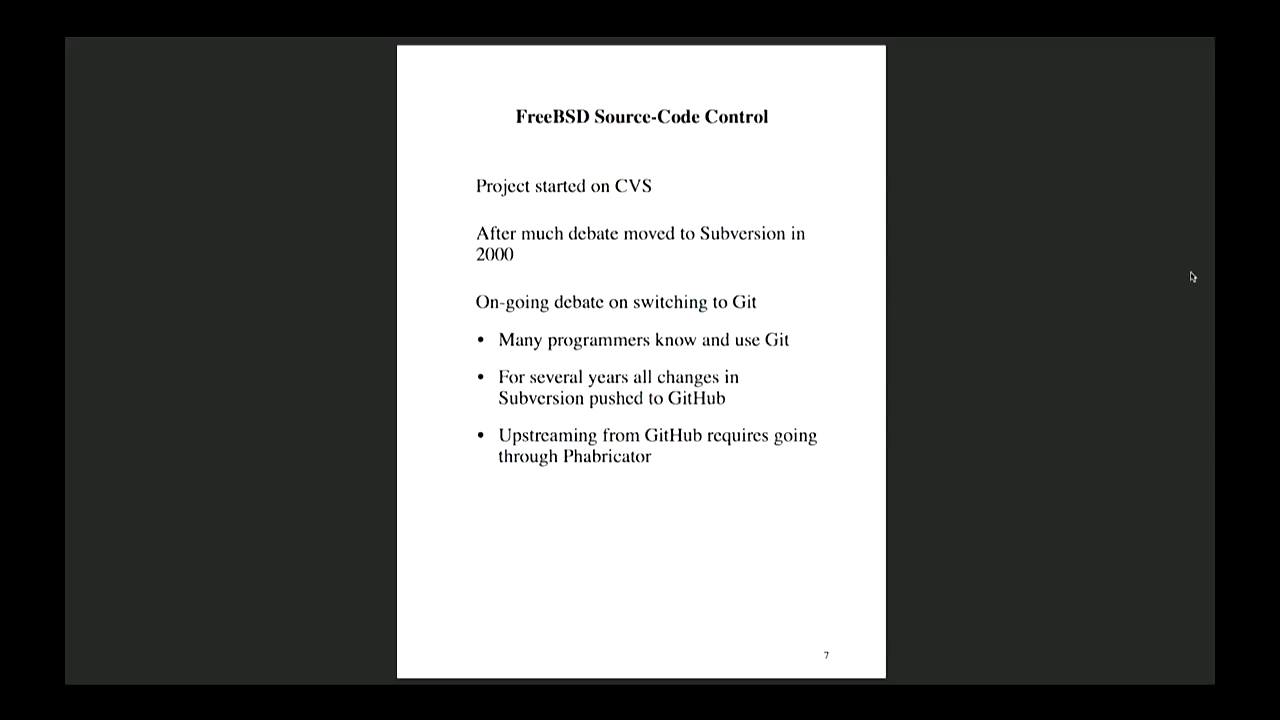 FreeBSD Source-Code Control
Project started on CVS
After much debate moved to Subversion in
2000
On-going debate on switching to Git
• Many programmers know and use Git
• For several years all changes in
Subversion pushed to GitHub
• Upstreaming from GitHub requires going
through Phabricator
7